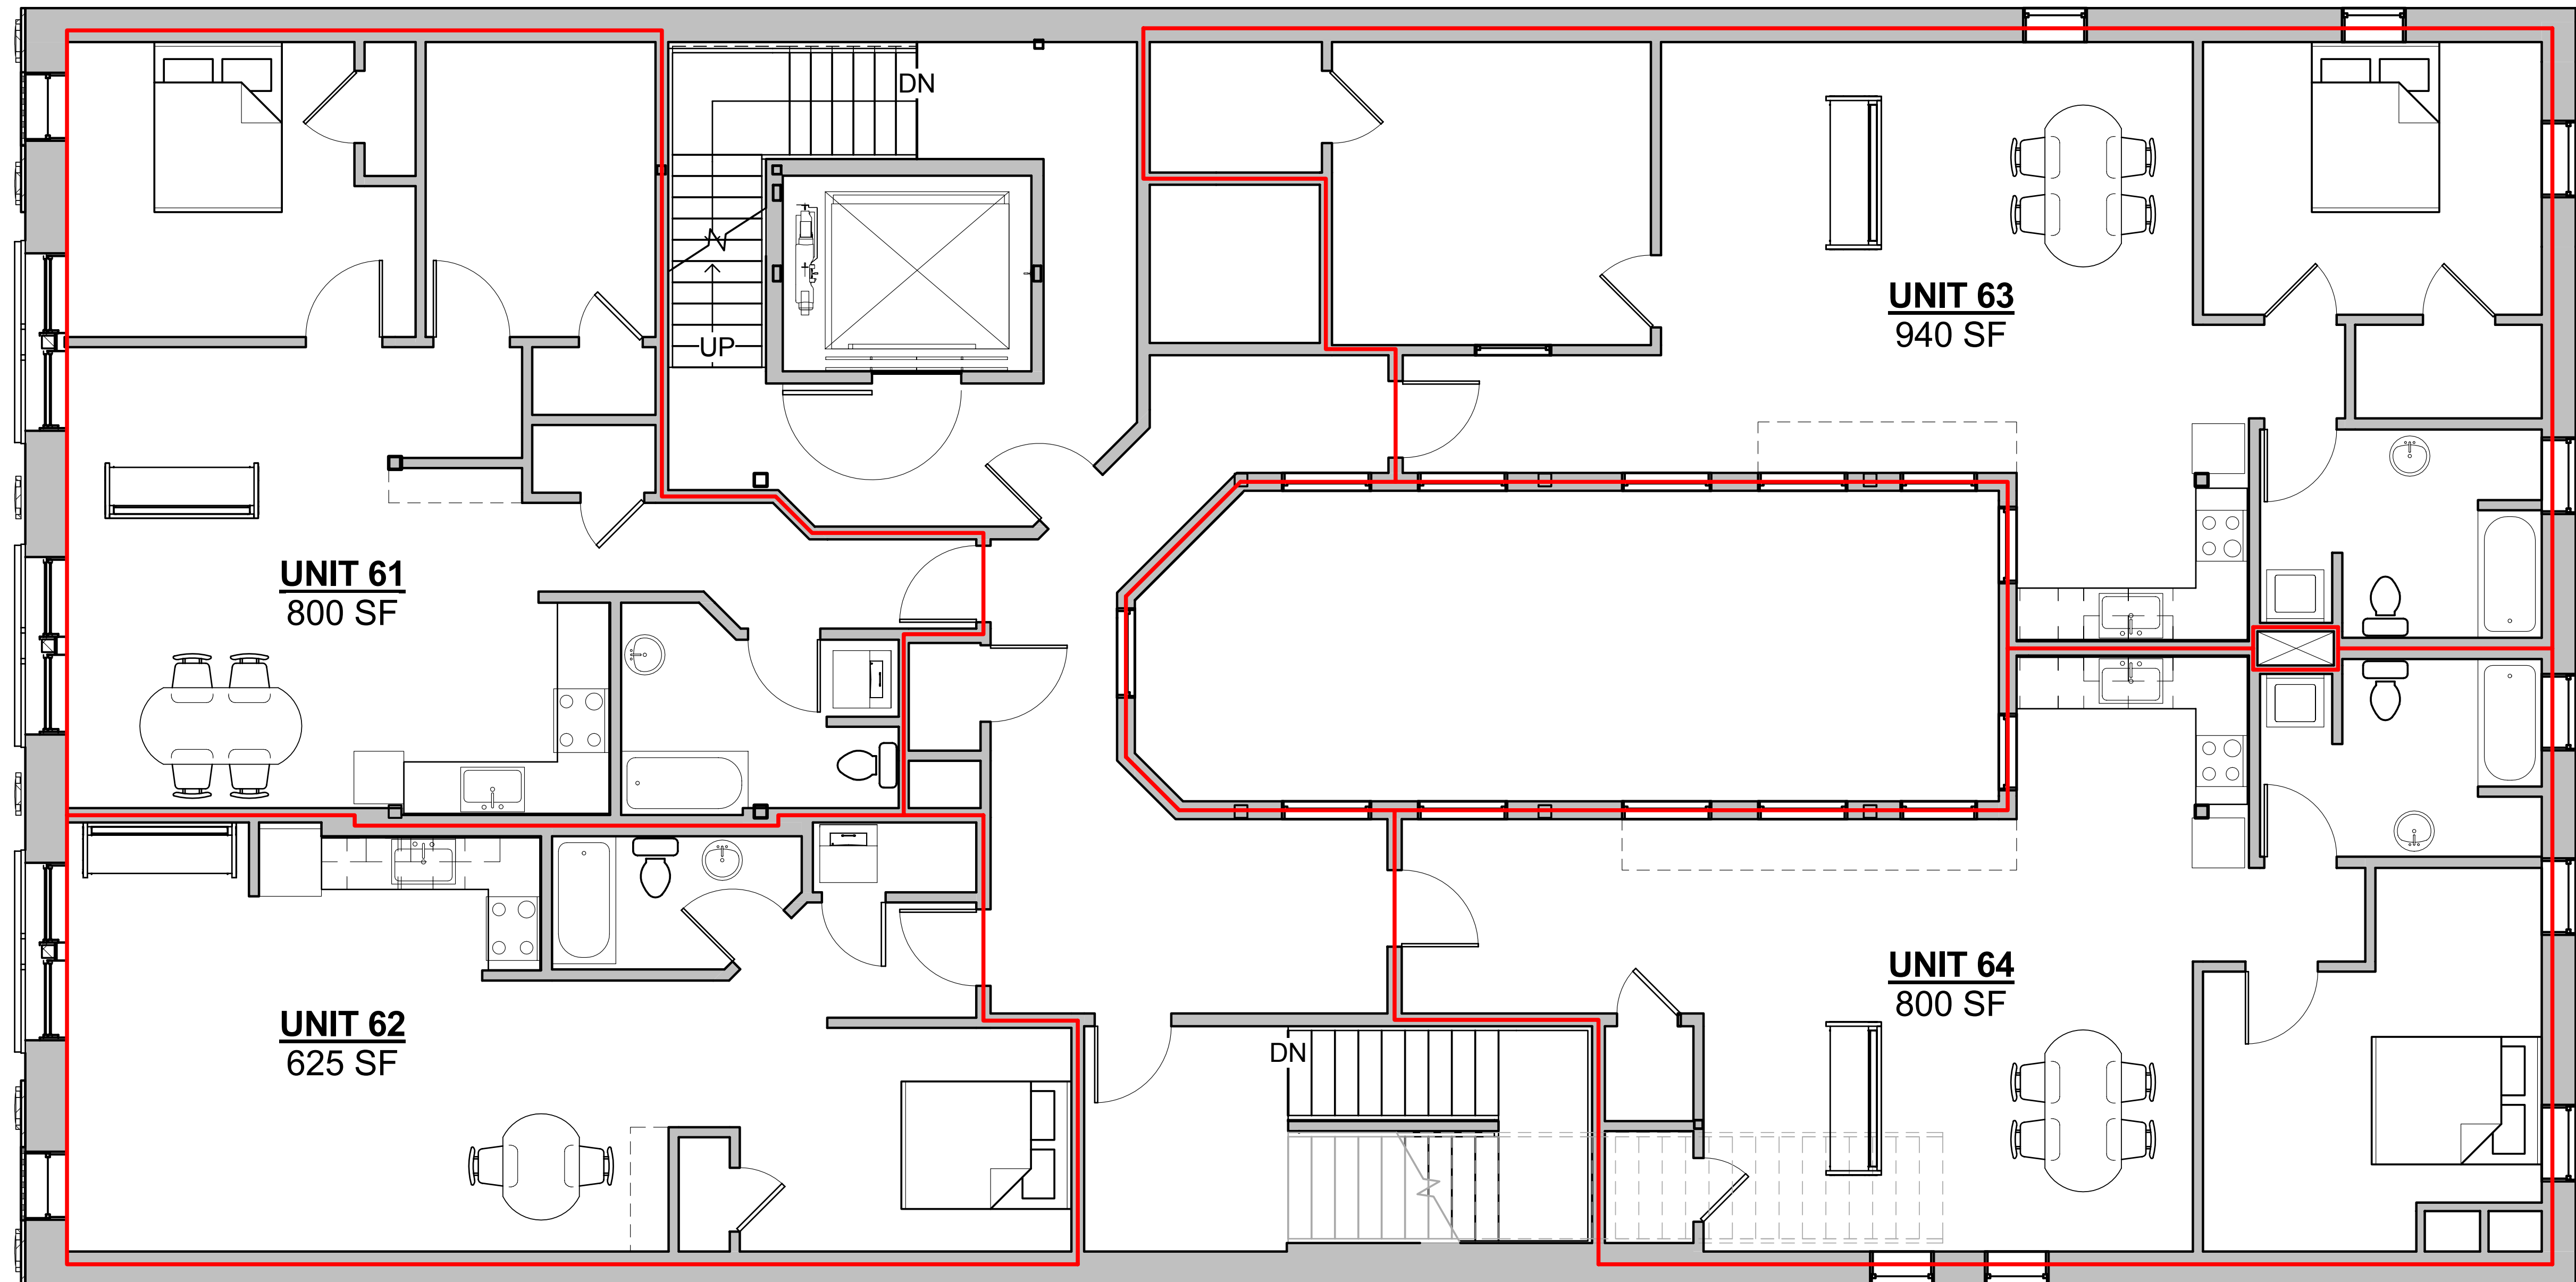 DN
UP
UNIT 63
940 SF
UNIT 61
800 SF
UNIT 64
800 SF
UNIT 62
625 SF
DN